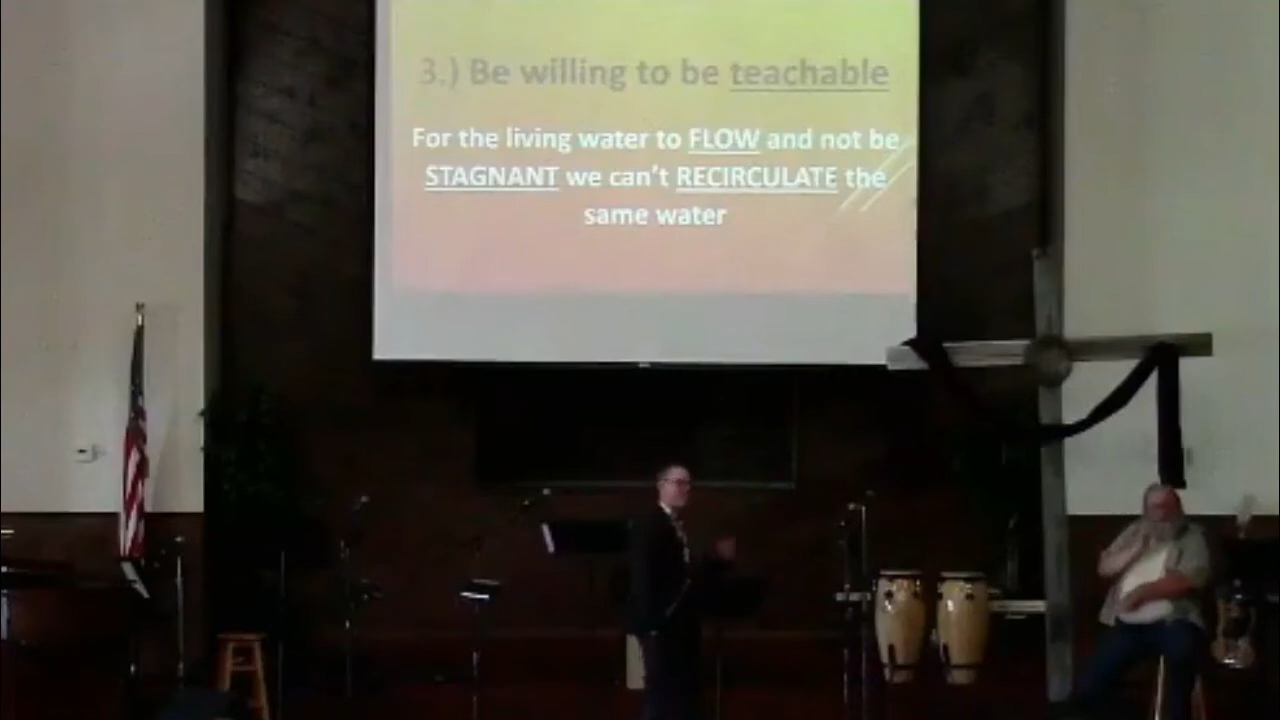 3.) Be willing to be teachable
For the living water to FLOW and not be
STAGNANT we can't RECIRCULATE the
same water